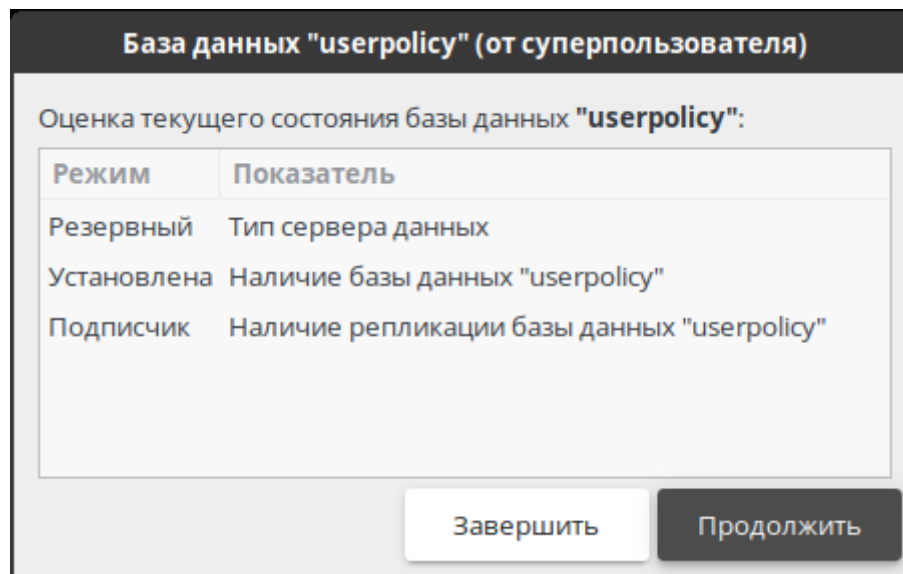 База данных "userpolicy" (от суперпользователя)
Оценка текущего состояния базы данных "userpolicy":
Режим Показатель
Резервный Тип сервера данных
Установлена Наличие базы данных "userpolicy"
Подписчик Наличие репликации базы данных "userpolicy"
Завершить Продолжить